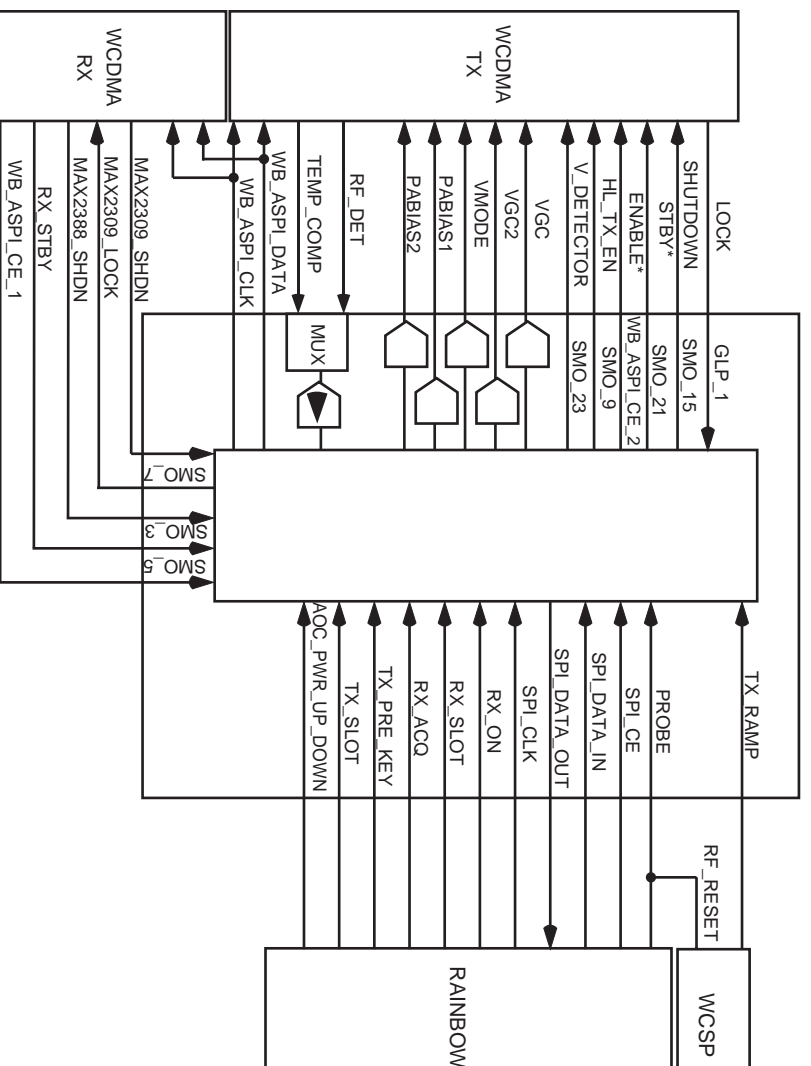 WCDMA
TX
WCDMA
RX
LOCK
SHUTDOWN
STBY*
ENABLE*
HL_TX_EN
V_DETECTOR
VGC
VGC2
VMODE
PABIAS1
PABIAS2
RF_DET
TEMP_COMP
WB_ASPI_DATA
WB_ASPI_CLK
MAX2309_SHDN
MAX2309_LOCK
MAX2388_SHDN
RX_STBY
WB_ASPI_CE_1
GLP_1
SMO_15
SMO_21
WB_ASPI_CE_2
SMO_9
SMO_23
MUX
SMO_7
SMO_3
SMO_5
TX_RAMP
PROBE
SPI_CE
SPI_DATA_IN
SPI_DATA_OUT
SPI_CLK
RX_ON
RX_SLOT
RX_ACQ
TX_PRE_KEY
TX_SLOT
AOC_PWR_UP_DOWN
RF_RESET
WCSP
RAINBOW